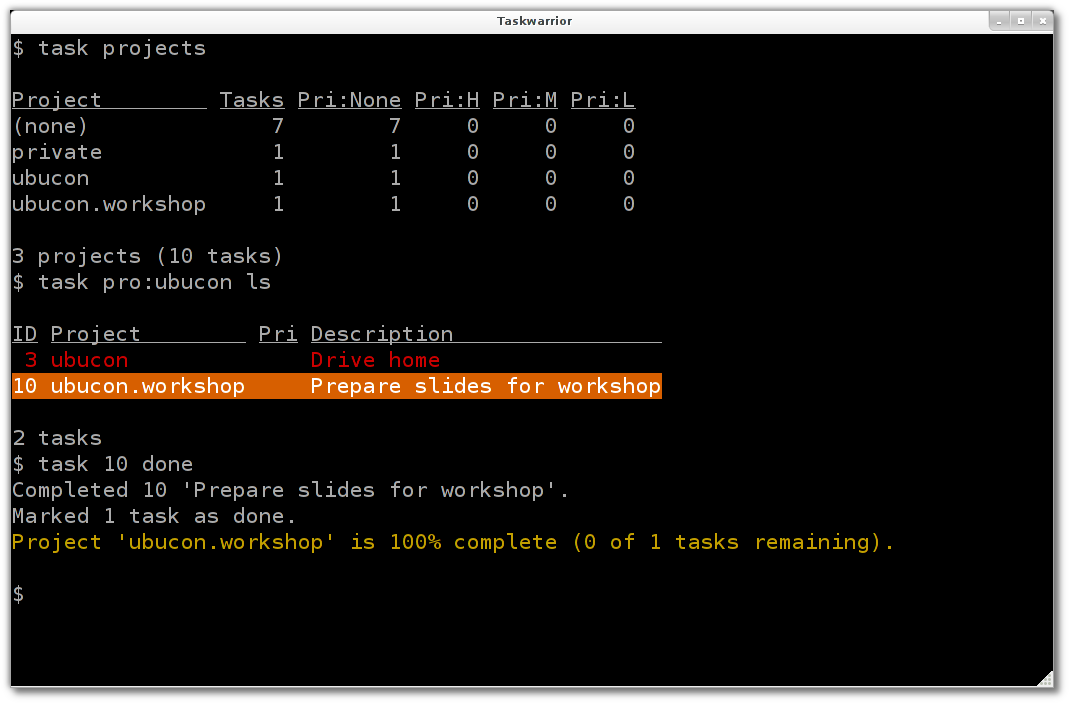 Taskwarrior
$ task projects
Project Tasks Pri:None Pri:H Pri:M Pri:L
(none) 7 7 0 0 0
private 1 1 0 0 0
ubucon 1 1 0 0 0
ubucon.workshop 1 1 0 0 0
3 projects (10 tasks)
$ task pro:ubucon ls
ID Project Pri Description
3 ubucon Drive home
10 ubucon.workshop Prepare slides for workshop
2 tasks
$ task 10 done
Completed 10 'Prepare slides for workshop'.
Marked 1 task as done.
Project 'ubucon.workshop' is 100% complete (0 of 1 tasks remaining).
$